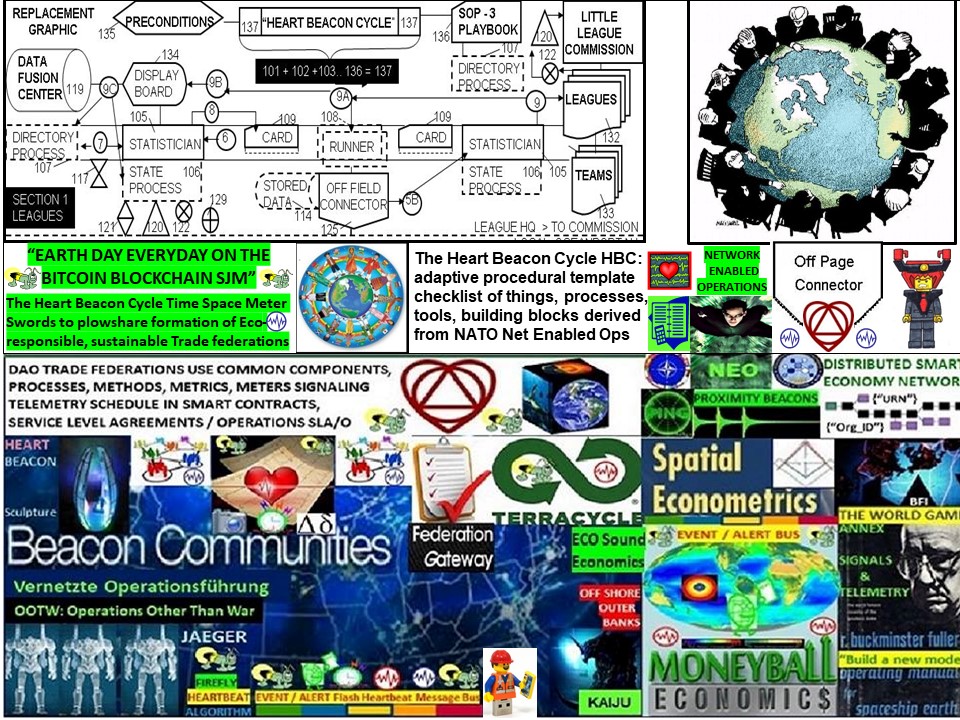 REPLACEMENT
GRAPHIC
135
PRECONDITIONS
137
"HEART BEACON CYCLE"
137
101 + 102 +103.. 136 = 137
136
SOP - 3
PLAYBOOK
107
DIRECTORY
PROCESS
120
122
LITTLE
LEAGUE
COMMISSION
DATA
FUSION
CENTER
119
9C
134
DISPLAY
BOARD
9B
9A
9
LEAGUES
132
8
105
108
109
CARD
109
CARD
DIRECTORY
PROCESS
107
7
STATISTICIAN
6
RUNNER
STATISTICIAN
117
STATE
PROCESS
106
STORED
DATA
114
OFF FIELD
CONNECTOR
125
5B
STATE
PROCESS
106
105
TEAMS
133
SECTION 1
LEAGUES
121
120
122
129
LEAGUE HQ > TO COMMISSION
"EARTH DAY EVERYDAY ON THE
BITCOIN BLOCKCHAIN SJM"
The Heart Beacon Cycle Time Space Meter
Swords to plowshare formation of Eco-
responsible, sustainable Trade federations
The Heart Beacon Cycle HBC:
adaptive procedural template
checklist of things, processes,
tools, building blocks derived
from NATO Net Enabled Ops
NETWORK
ENABLED
OPERATIONS
Off Page
Connector
DAO TRADE FEDERATIONS USE COMMON COMPONENTS,
PROCESSES, METHODS, METRICS, METERS SIGNALING
TELEMETRY SCHEDULE IN SMART CONTRACTS,
SERVICE LEVEL AGREEMENTS / OPERATIONS SLA/O
NEO
PING
PROXIMITY BEACONS
DISTRIBUTED SMART
ECONOMY NETWOR
{"URN"}
{"Org_ID"}
HEART
BEACON
Sculpture
Δδ
Beacon Communities
Federation
Gateway
TERRACYCLE
ECO Sound
Economics
Spatial
Econometrics
BFI
THE WORLD GAM
ANNEX
SIGNALS
&
TELEMETRY
r. buckminster fuller
"Build a new mode
operating manual
for
spaceship earth
EVENT / ALERT BUS
Vernetzte Operationsführung
OOTW: Operations Other Than War
JAEGER
FIREFLY
HEARTBEAT
ALGORITHM
EVENT / ALERT Flash Heartbeat Message Bus
OFF SHORE
OUTER
BANKS
KAIJU
MONEYBALL
ECONOMIC$